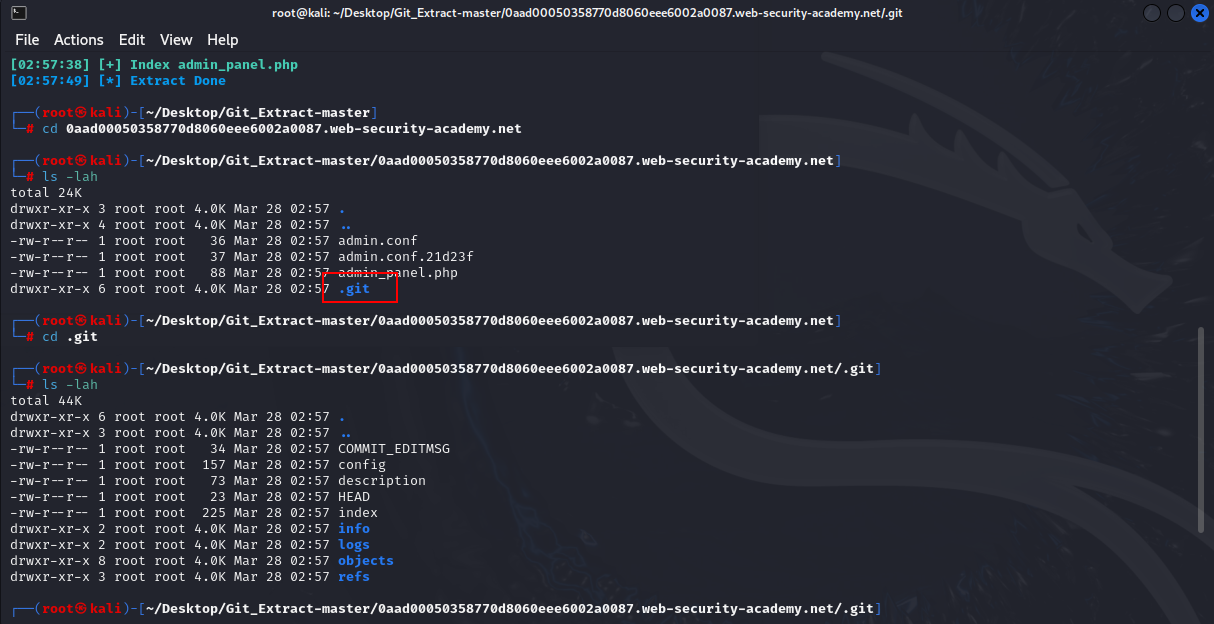 root@kali: ~/Desktop/Git_Extract-master/0aad00050358770d8060eee6002a0087.web-security-academy.net/.git
File Actions Edit View Help
[02:57:38] [+] Index admin_panel.php
[02:57:49] [*] Extract Done
┌──(root㉿kali)-[~/Desktop/Git_Extract-master]
└─# cd 0aad00050358770d8060eee6002a0087.web-security-academy.net
┌──(root㉿kali)-[~/Desktop/Git_Extract-master/0aad00050358770d8060eee6002a0087.web-security-academy.net]
└─# ls -lah
total 24K
drwxr-xr-x 3 root root 4.0K Mar 28 02:57 .
drwxr-xr-x 4 root root 4.0K Mar 28 02:57 ..
-rw-r--r-- 1 root root   36 Mar 28 02:57 admin.conf
-rw-r--r-- 1 root root   37 Mar 28 02:57 admin.conf.21d23f
-rw-r--r-- 1 root root   88 Mar 28 02:57 admin_panel.php
drwxr-xr-x 6 root root 4.0K Mar 28 02:57 .git
┌──(root㉿kali)-[~/Desktop/Git_Extract-master/0aad00050358770d8060eee6002a0087.web-security-academy.net]
└─# cd .git
┌──(root㉿kali)-[~/Desktop/Git_Extract-master/0aad00050358770d8060eee6002a0087.web-security-academy.net/.git]
└─# ls -lah
total 44K
drwxr-xr-x 6 root root 4.0K Mar 28 02:57 .
drwxr-xr-x 3 root root 4.0K Mar 28 02:57 ..
-rw-r--r-- 1 root root   34 Mar 28 02:57 COMMIT_EDITMSG
-rw-r--r-- 1 root root  157 Mar 28 02:57 config
-rw-r--r-- 1 root root   73 Mar 28 02:57 description
-rw-r--r-- 1 root root   23 Mar 28 02:57 HEAD
-rw-r--r-- 1 root root  225 Mar 28 02:57 index
drwxr-xr-x 2 root root 4.0K Mar 28 02:57 info
drwxr-xr-x 2 root root 4.0K Mar 28 02:57 logs
drwxr-xr-x 8 root root 4.0K Mar 28 02:57 objects
drwxr-xr-x 3 root root 4.0K Mar 28 02:57 refs
┌──(root㉿kali)-[~/Desktop/Git_Extract-master/0aad00050358770d8060eee6002a0087.web-security-academy.net/.git]